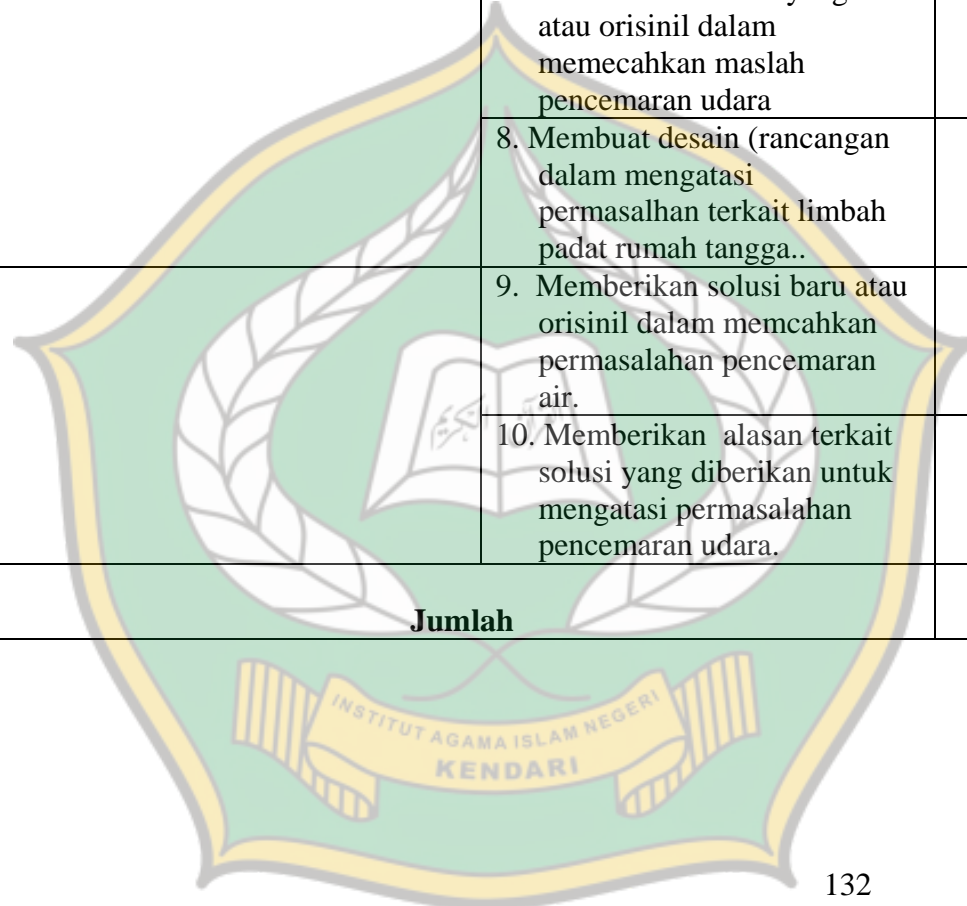 atau orisinil dalam
memecahkan maslah
pencemaran udara
8. Membuat desain (rancangan
dalam mengatasi
permasalhan terkait limbah
padat rumah tangga..
9. Memberikan solusi baru atau
orisinil dalam memcahkan
permasalahan pencemaran
air.
10. Memberikan alasan terkait
solusi yang diberikan untuk
mengatasi permasalahan
pencemaran udara.
Jumlah
INSTITUT AGAMA ISLAM NEGERI
KENDARI
132